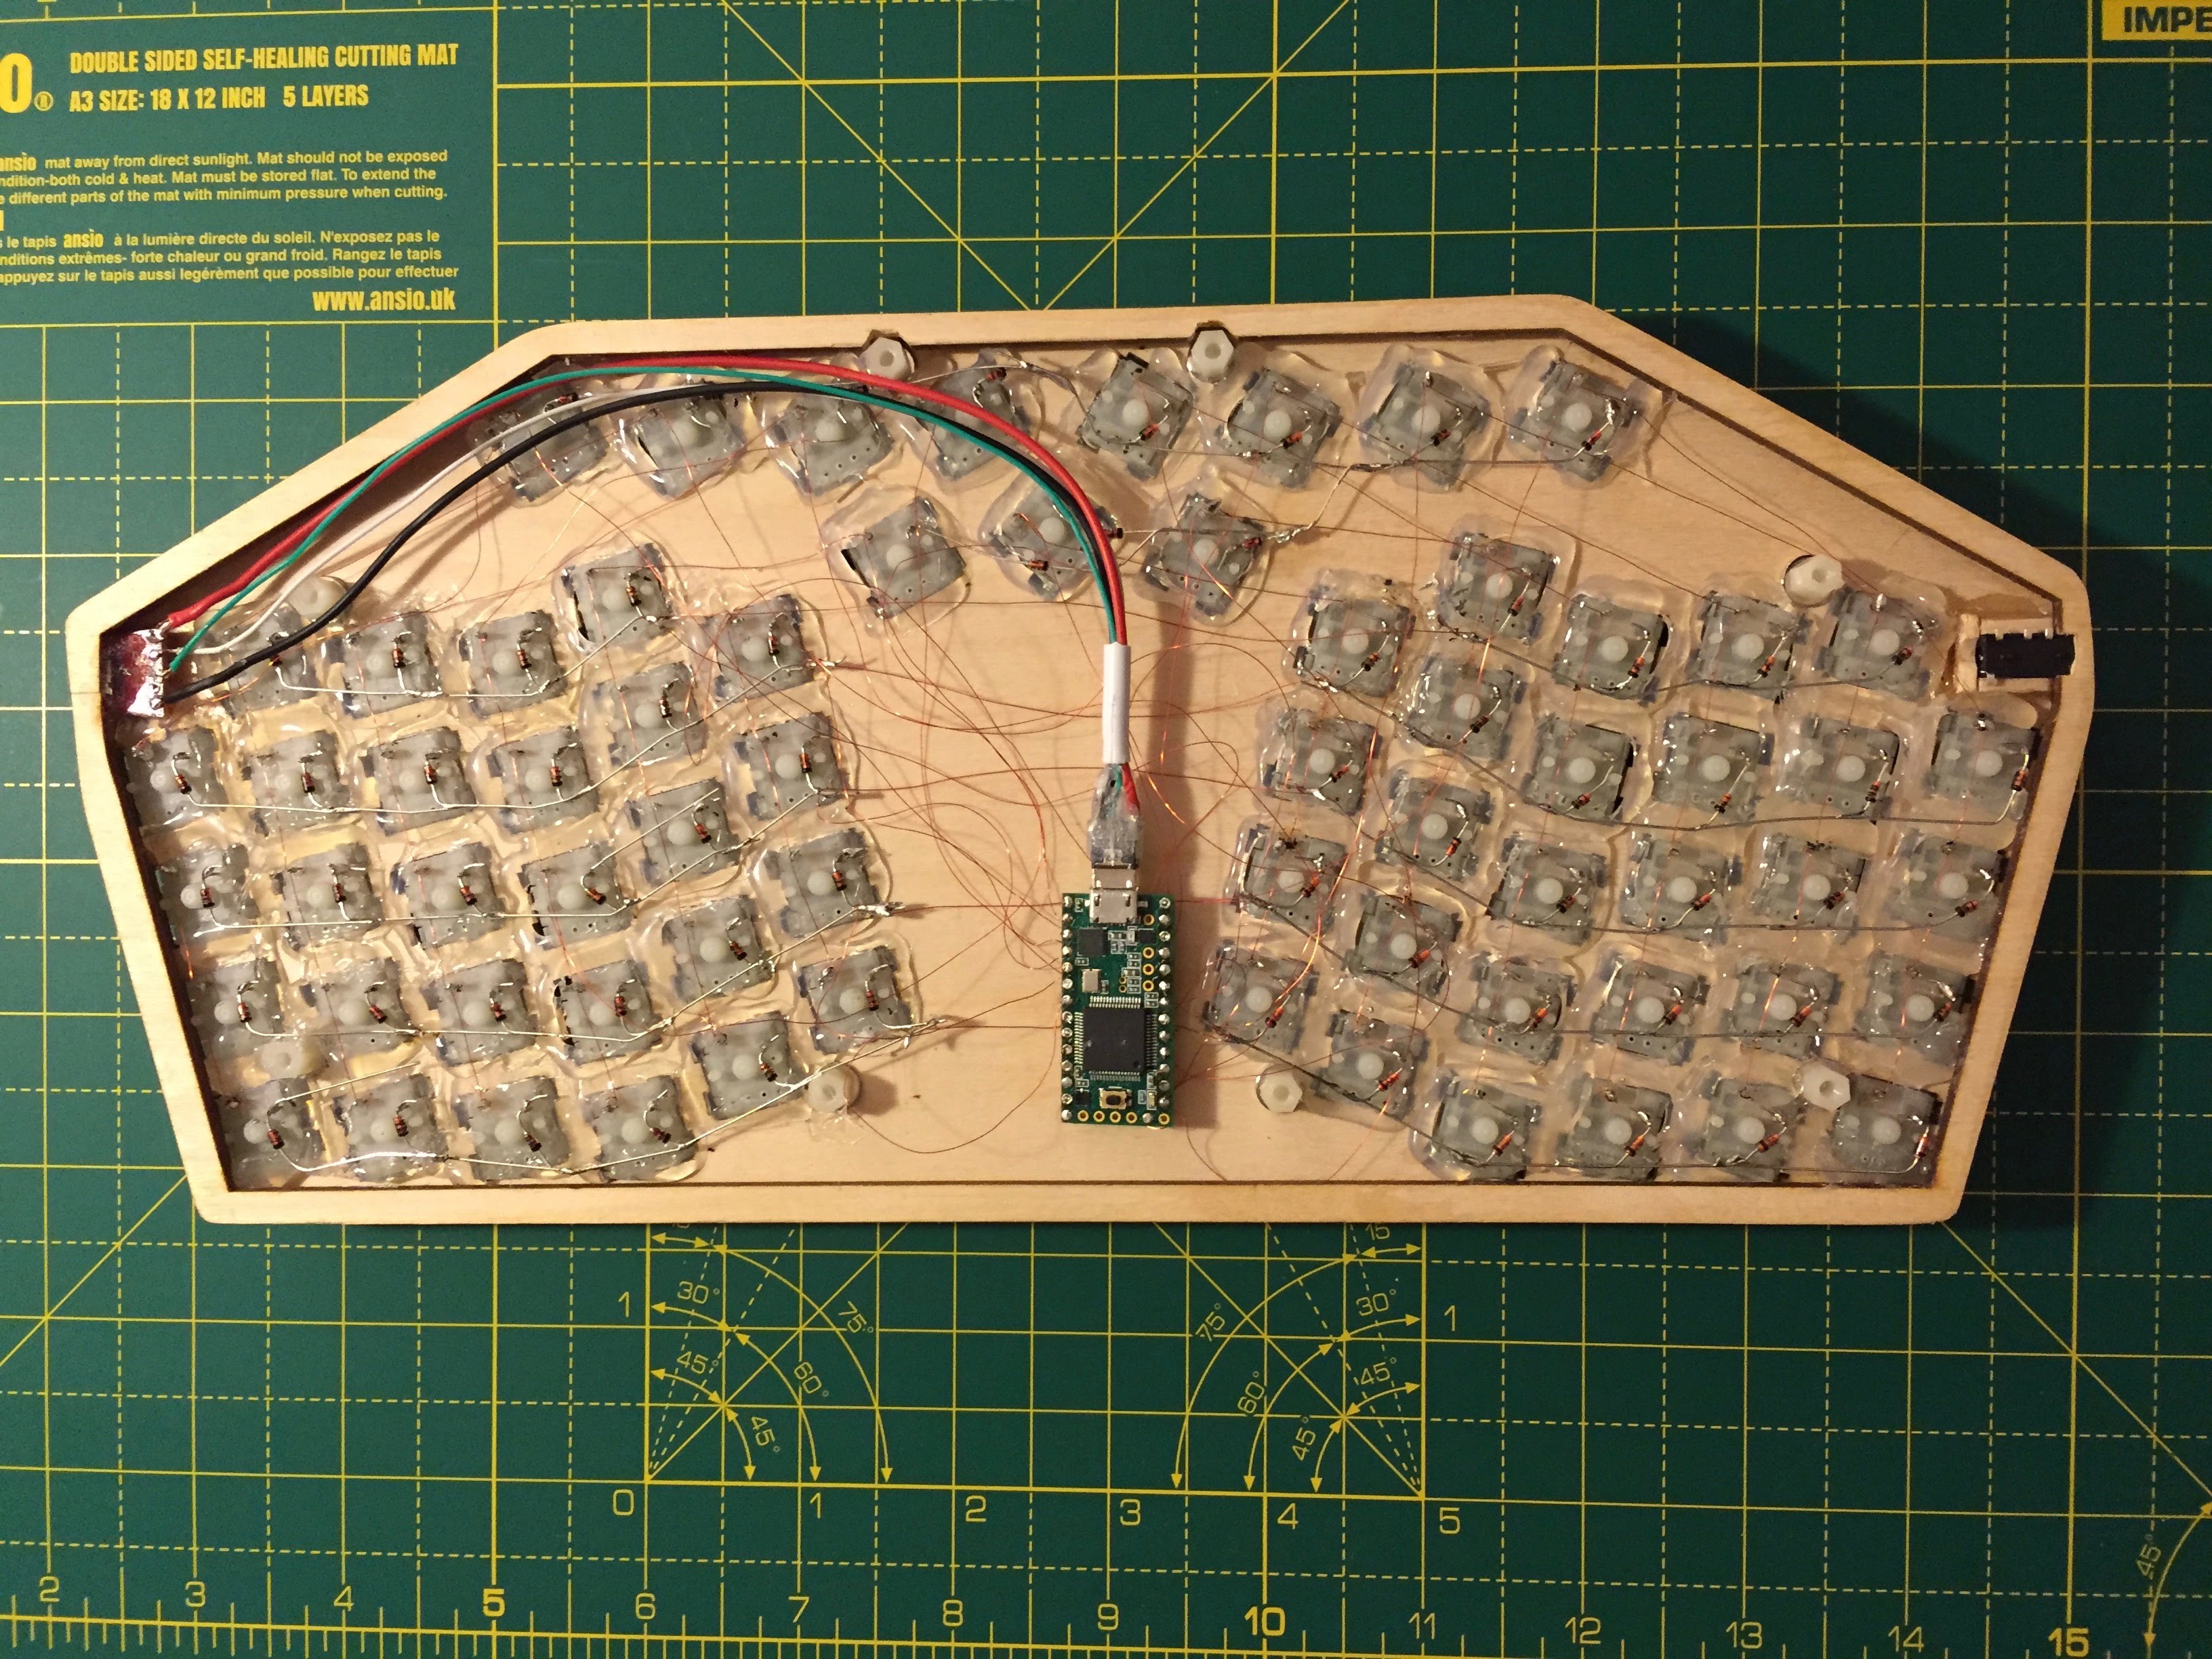 O®
DOUBLE SIDED SELF-HEALING CUTTING MAT
A3 SIZE: 18 X 12 INCH 5 LAYERS
ansio mat away from direct sunlight. Mat should not be exposed
ndition-both cold & heat. Mat must be stored flat. To extend the
e different parts of the mat with minimum pressure when cutting.
s le tapis ansio à la lumière directe du soleil. N'exposez pas le
nditions extrêmes- forte chaleur ou grand froid. Rangez le tapis
appuyez sur le tapis aussi legérèment que possible pour effectuer
www.ansio.uk
IMPE
15
1 30° 75° 75° 30° 1
45° 60° 60° 45°
45° 45°
0 1 2 3 4 5
45°
2 3 4 5 6 7 8 9 10 11 12 13 14 15